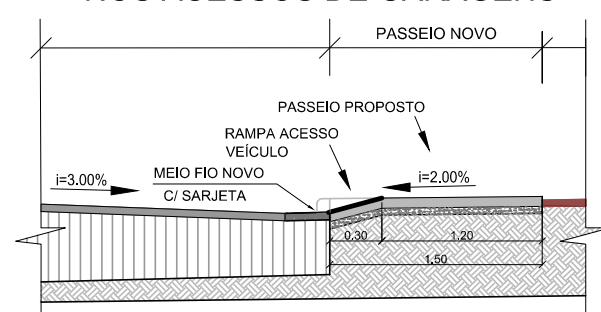 PASSEIO NOVO
PASSEIO PROPOSTO
RAMPA ACESSO
VEÍCULO
i=3.00%
MEIO FIO NOVO
C/ SARJETA
i=2.00%
0.30
1.20
1.50